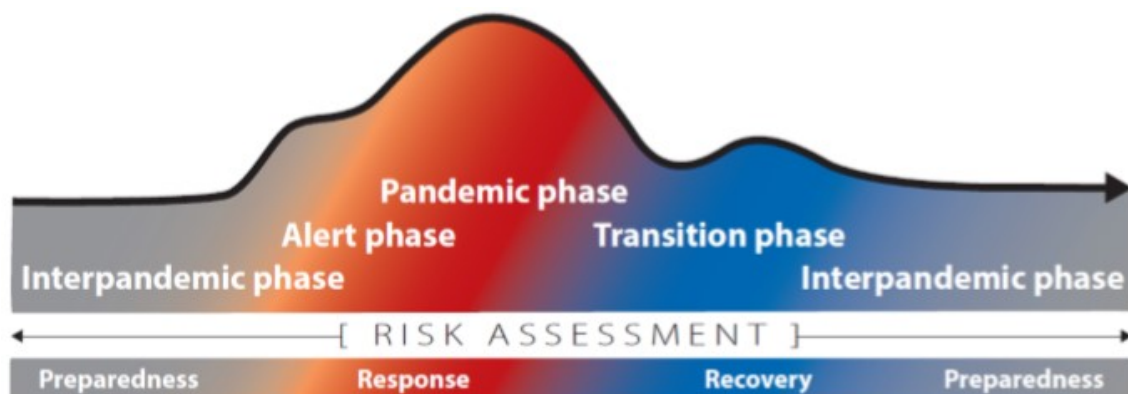 Pandemic phase
Alert phase Transition phase
Interpandemic phase Interpandemic phase
[ RISK ASSESSMENT ]
Preparedness Response Recovery Preparedness